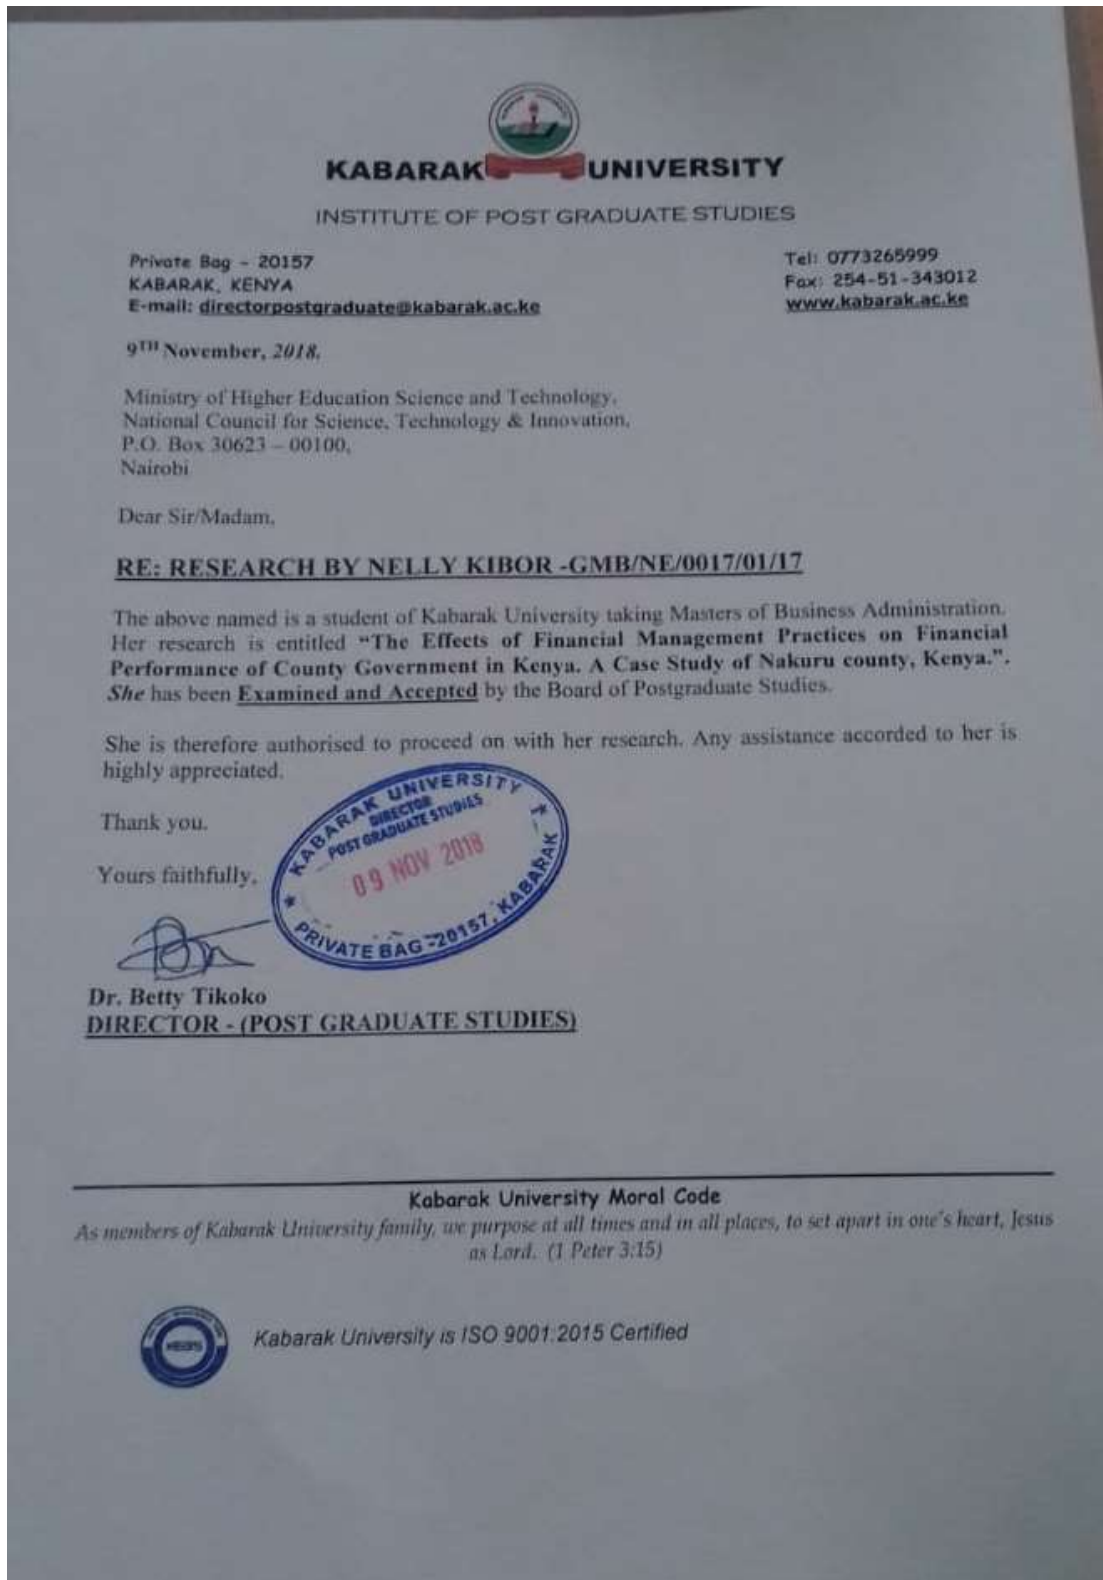 KABARAK UNIVERSITY
INSTITUTE OF POST GRADUATE STUDIES
Private Bag - 20157
KABARAK, KENYA
E-mail: directorpostgraduate@kabarak.ac.ke
Tel: 0773265999
Fax: 254-51-343012
www.kabarak.ac.ke
9TH November, 2018.
Ministry of Higher Education Science and Technology,
National Council for Science, Technology & Innovation,
P.O. Box 30623 – 00100,
Nairobi
Dear Sir/Madam,
RE: RESEARCH BY NELLY KIBOR -GMB/NE/0017/01/17
The above named is a student of Kabarak University taking Masters of Business Administration.
Her research is entitled “The Effects of Financial Management Practices on Financial
Performance of County Government in Kenya. A Case Study of Nakuru county, Kenya.”.
She has been Examined and Accepted by the Board of Postgraduate Studies.
She is therefore authorised to proceed on with her research. Any assistance accorded to her is
highly appreciated.
Thank you.
Yours faithfully,
KABARAK UNIVERSITY
DIRECTOR
POST GRADUATE STUDIES
09 NOV 2018
PRIVATE BAG -20157, KABARAK
Dr. Betty Tikoko
DIRECTOR - (POST GRADUATE STUDIES)
Kabarak University Moral Code
As members of Kabarak University family, we purpose at all times and in all places, to set apart in one's heart, Jesus
as Lord. (1 Peter 3:15)
Kabarak University is ISO 9001:2015 Certified